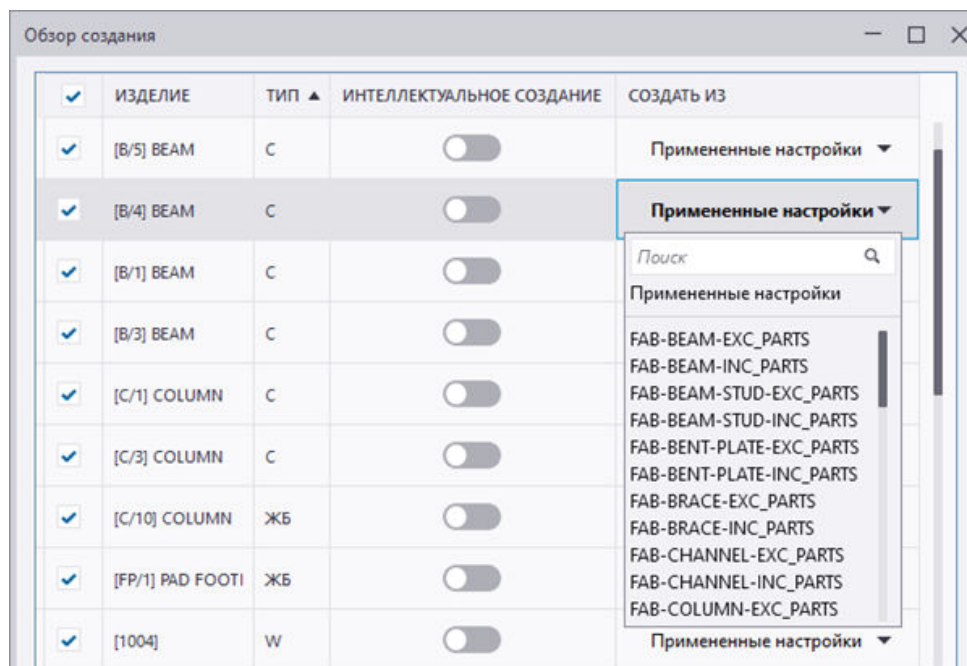 Обзор создания
ИЗДЕЛИЕ ТИП ИНТЕЛЛЕКТУАЛЬНОЕ СОЗДАНИЕ СОЗДАТЬ ИЗ
[B/5] BEAM C Примененные настройки
[B/4] BEAM C Примененные настройки
Поиск
[B/1] BEAM C
Примененные настройки
[B/3] BEAM C
FAB-BEAM-EXC_PARTS
FAB-BEAM-INC_PARTS
[C/1] COLUMN C
FAB-BEAM-STUD-EXC_PARTS
FAB-BEAM-STUD-INC_PARTS
[C/3] COLUMN C
FAB-BENT-PLATE-EXC_PARTS
FAB-BENT-PLATE-INC_PARTS
FAB-BRACE-EXC_PARTS
[C/10] COLUMN ЖБ
FAB-BRACE-INC_PARTS
FAB-CHANNEL-EXC_PARTS
[FP/1] PAD FOOTI ЖБ
FAB-CHANNEL-INC_PARTS
FAB-COLUMN-EXC_PARTS
[1004] W Примененные настройки